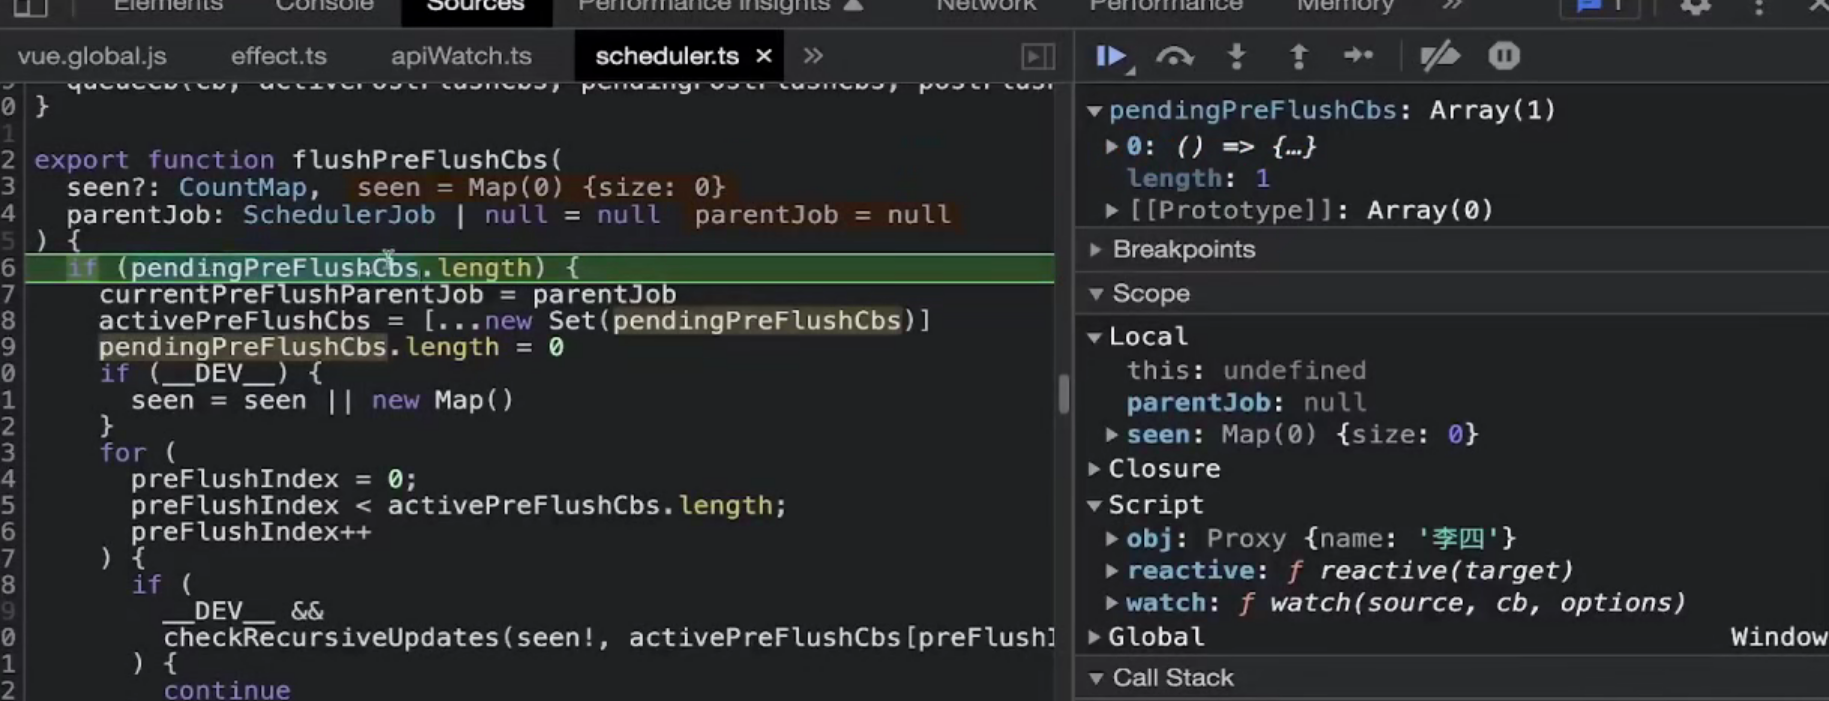 Elements Console Sources Performance insights Network Performance Memory » 1
vue.global.js effect.ts apiWatch.ts scheduler.ts × »
0 }
1
2 export function flushPreFlushCbs(
3 seen?: CountMap, seen = Map(0) {size: 0}
4 parentJob: SchedulerJob | null = null parentJob = null
5 ) {
6 if (pendingPreFlushCbs.length) {
7 currentPreFlushParentJob = parentJob
8 activePreFlushCbs = [...new Set(pendingPreFlushCbs)]
9 pendingPreFlushCbs.length = 0
0 if (__DEV__) {
1 seen = seen || new Map()
2 }
3 for (
4 preFlushIndex = 0;
5 preFlushIndex < activePreFlushCbs.length;
6 preFlushIndex++
7 ) {
8 if (
9 __DEV__ &&
0 checkRecursiveUpdates(seen!, activePreFlushCbs[preFlushI
1 ) {
2 continue
pendingPreFlushCbs: Array(1)
0: () => {…}
length: 1
[[Prototype]]: Array(0)
Breakpoints
Scope
Local
this: undefined
parentJob: null
seen: Map(0) {size: 0}
Closure
Script
obj: Proxy {name: '李四'}
reactive: ƒ reactive(target)
watch: ƒ watch(source, cb, options)
Global Window
Call Stack